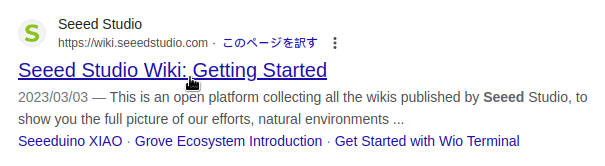 Seeed Studio
https://wiki.seeedstudio.com · このページを訳す
Seeed Studio Wiki: Getting Started
2023/03/03 — This is an open platform collecting all the wikis published by Seeed Studio, to
show you the full picture of our efforts, natural environments ...
Seeeduino XIAO · Grove Ecosystem Introduction · Get Started with Wio Terminal